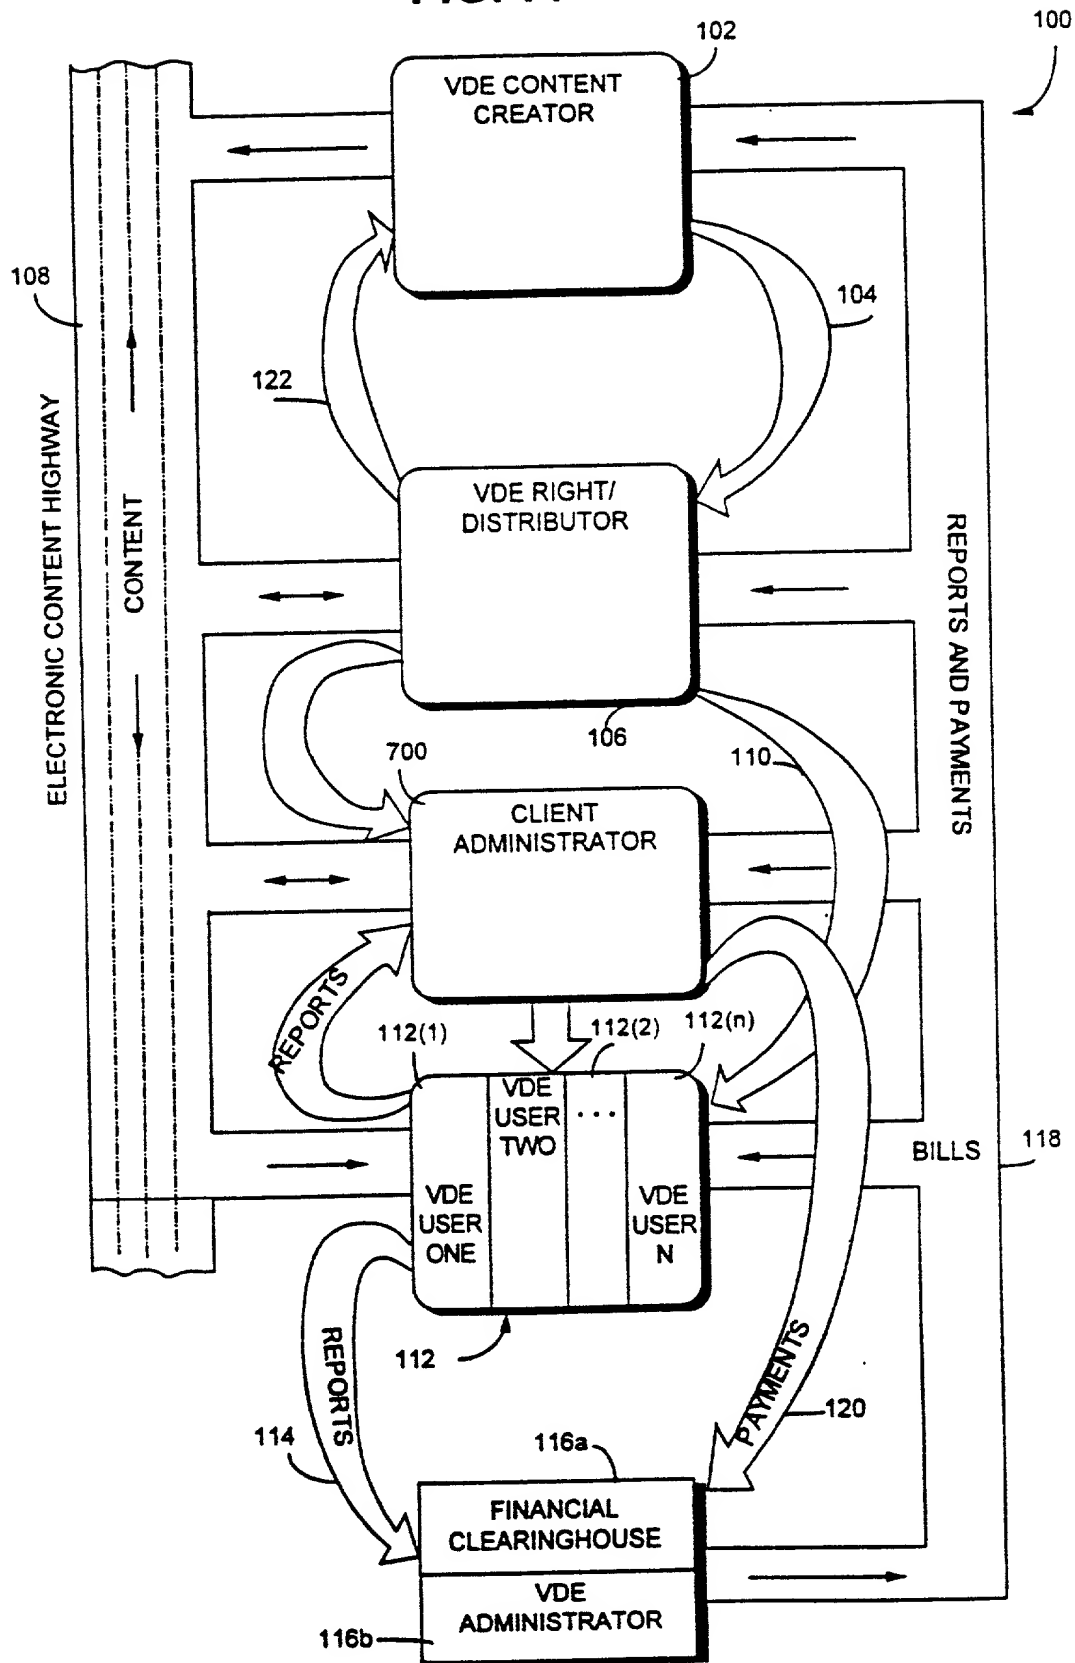 100
102
VDE CONTENT
CREATOR
108
104
122
ELECTRONIC CONTENT HIGHWAY
CONTENT
VDE RIGHT/
DISTRIBUTOR
REPORTS AND PAYMENTS
106
700
110
CLIENT
ADMINISTRATOR
REPORTS
112(1)
112(2)
112(n)
VDE
USER
TWO
...
BILLS
118
VDE
USER
ONE
VDE
USER
N
112
REPORTS
PAYMENTS
120
114
116a
FINANCIAL
CLEARINGHOUSE
VDE
ADMINISTRATOR
116b